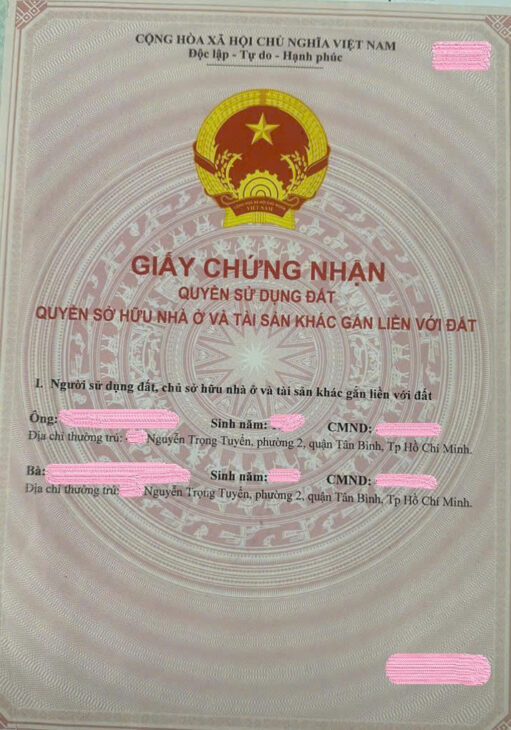 CỘNG HÒA XÃ HỘI CHỦ NGHĨA VIỆT NAM
Độc lập - Tự do - Hạnh phúc
VIỆT NAM
GIẤY CHỨNG NHẬN
QUYỀN SỬ DỤNG ĐẤT
QUYỀN SỞ HỮU NHÀ Ở VÀ TÀI SẢN KHÁC GẮN LIỀN VỚI ĐẤT
I. Người sử dụng đất, chủ sở hữu nhà ở và tài sản khác gắn liền với đất
Ông: Sinh năm: CMND:
Địa chỉ thường trú: Nguyễn Trọng Tuyển, phường 2, quận Tân Bình, Tp Hồ Chí Minh.
Bà: Sinh năm: CMND:
Địa chỉ thường trú: Nguyễn Trọng Tuyển, phường 2, quận Tân Bình, Tp Hồ Chí Minh.